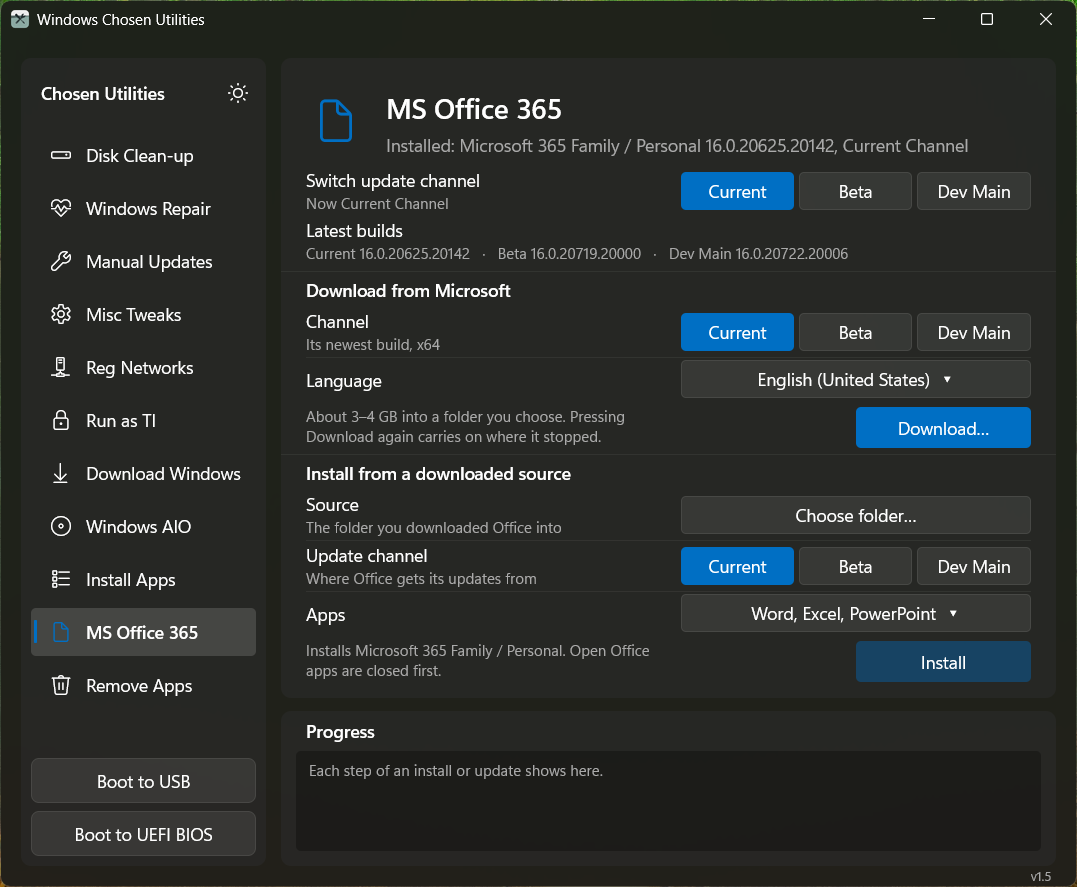 Windows Chosen Utilities
Chosen Utilities
Disk Clean-up
Windows Repair
Manual Updates
Misc Tweaks
Reg Networks
Run as TI
Download Windows
Windows AIO
Install Apps
MS Office 365
Remove Apps
Boot to USB
Boot to UEFI BIOS
MS Office 365
Installed: Microsoft 365 Family / Personal 16.0.20625.20142, Current Channel
Switch update channel
Now Current Channel
Current Beta Dev Main
Latest builds
Current 16.0.20625.20142 · Beta 16.0.20719.20000 · Dev Main 16.0.20722.20006
Download from Microsoft
Channel
Its newest build, x64
Current Beta Dev Main
Language
English (United States) ▼
About 3–4 GB into a folder you choose. Pressing
Download again carries on where it stopped.
Download...
Install from a downloaded source
Source
The folder you downloaded Office into
Choose folder...
Update channel
Where Office gets its updates from
Current Beta Dev Main
Apps
Word, Excel, PowerPoint ▼
Installs Microsoft 365 Family / Personal. Open Office
apps are closed first.
Install
Progress
Each step of an install or update shows here.
v1.5